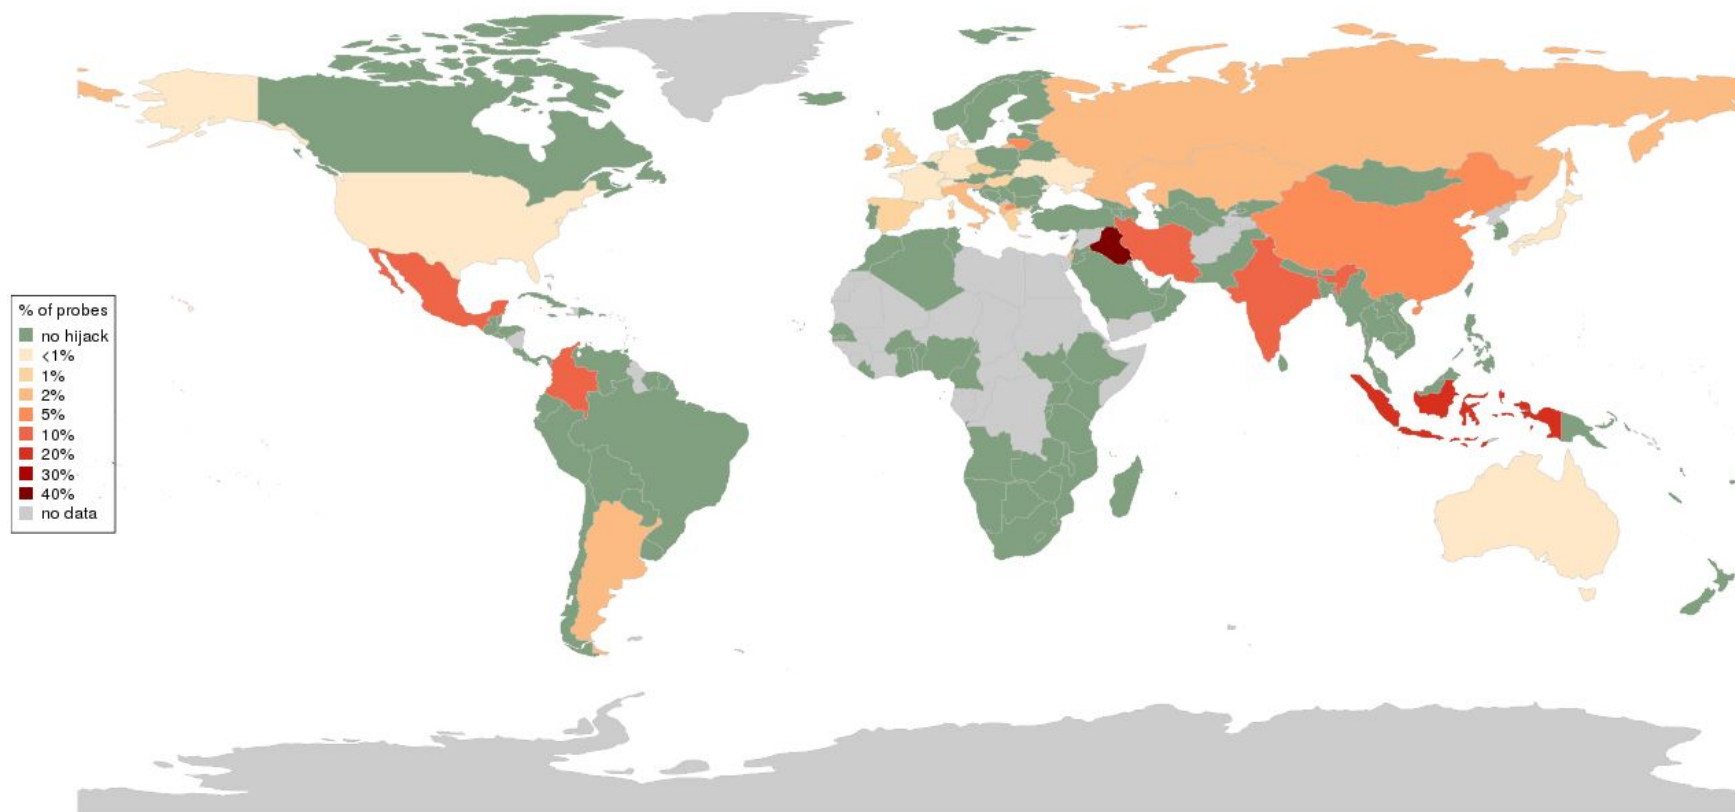 % of probes
no hijack
<1%
1%
2%
5%
10%
20%
30%
40%
no data